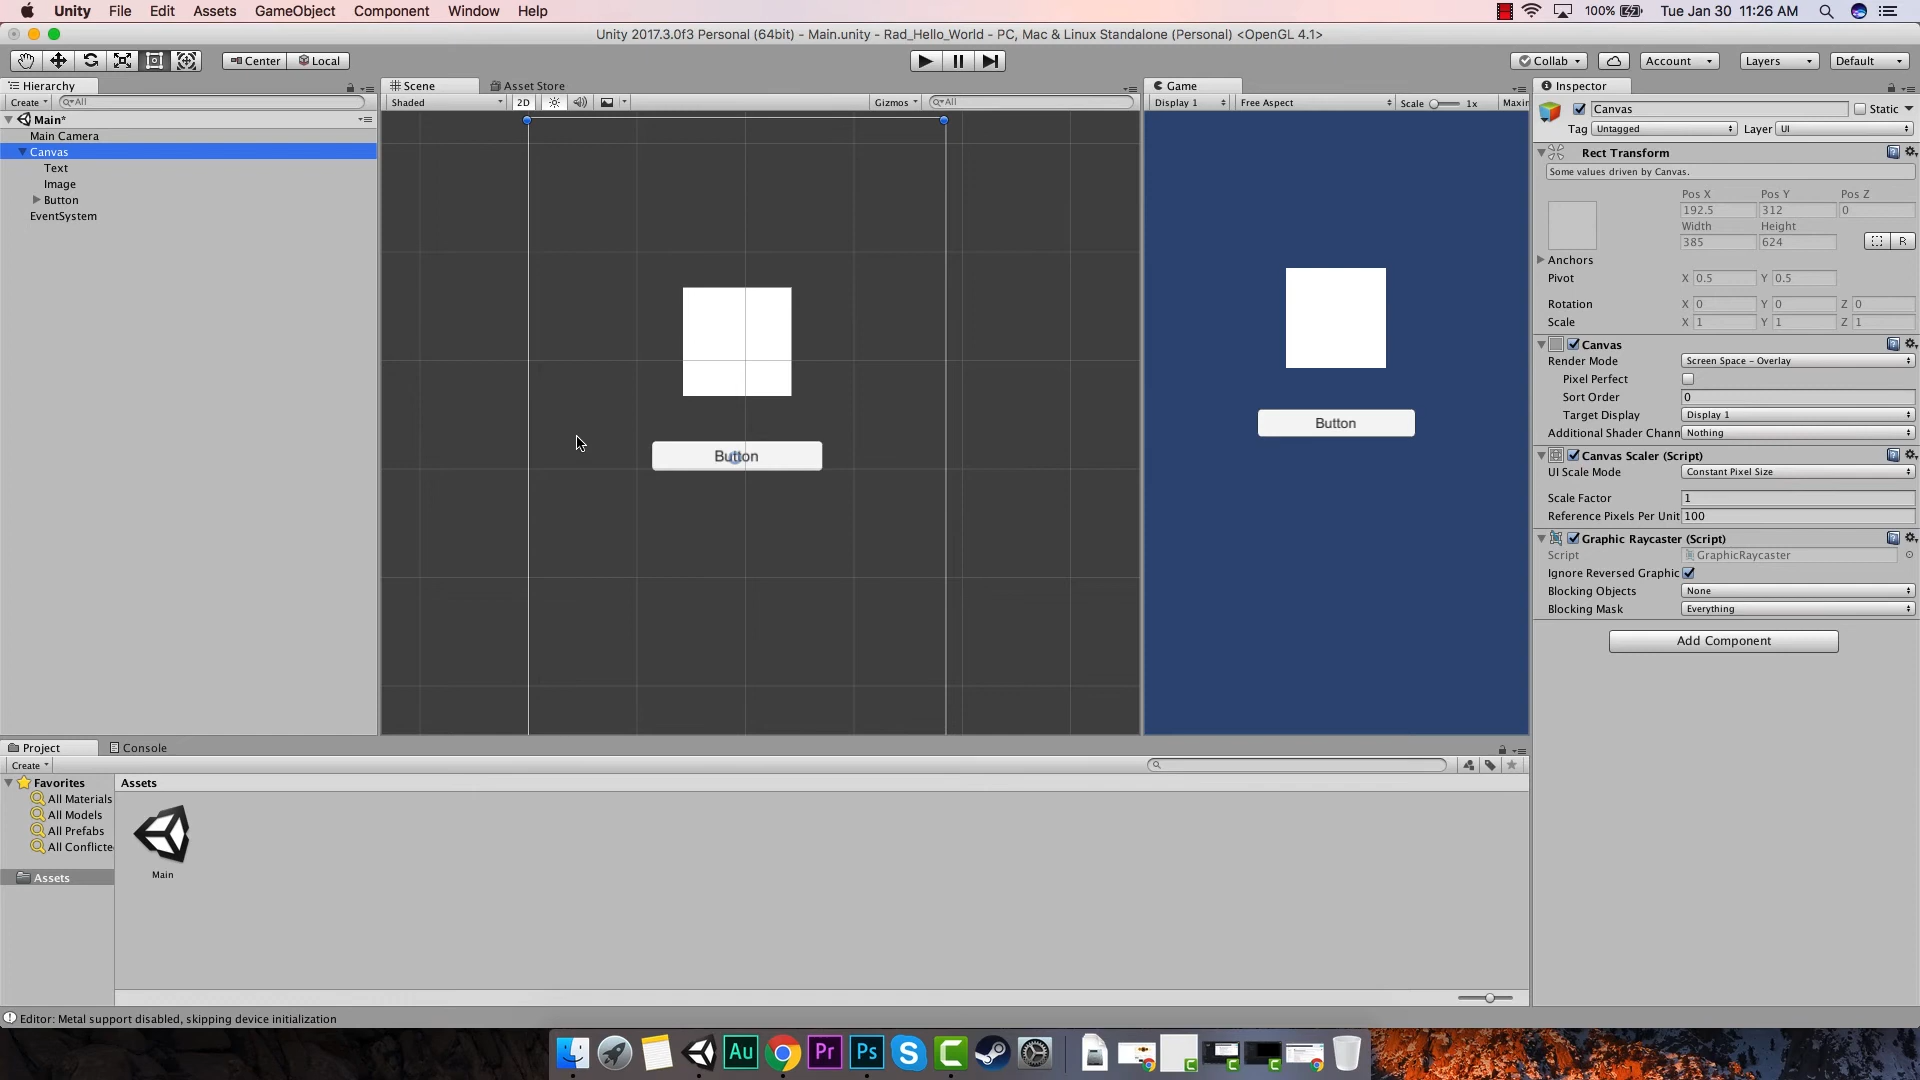 Unity File Edit Assets GameObject Component Window Help 100% Tue Jan 30 11:26 AM
Unity 2017.3.0f3 Personal (64bit) - Main.unity - Rad_Hello_World - PC, Mac & Linux Standalone (Personal) <OpenGL 4.1>
Center Local Collab Account Layers Default
Hierarchy
Create All
Main*
Main Camera
Canvas
Text
Image
Button
EventSystem
Scene Asset Store
Shaded 2D Gizmos All
Button
Game
Display 1 Free Aspect Scale 1x Maxin
Button
Inspector
Canvas Static
Tag Untagged Layer UI
Rect Transform
Some values driven by Canvas.
Pos X Pos Y Pos Z
192.5 312 0
Width Height
385 624 R
Anchors
Pivot X 0.5 Y 0.5
Rotation X 0 Y 0 Z 0
Scale X 1 Y 1 Z 1
Canvas
Render Mode Screen Space - Overlay
Pixel Perfect
Sort Order 0
Target Display Display 1
Additional Shader Chann Nothing
Canvas Scaler (Script)
UI Scale Mode Constant Pixel Size
Scale Factor 1
Reference Pixels Per Unit 100
Graphic Raycaster (Script)
Script GraphicRaycaster
Ignore Reversed Graphic
Blocking Objects None
Blocking Mask Everything
Add Component
Project Console
Create
Favorites
All Materials
All Models
All Prefabs
All Conflicte
Assets
Assets
Main
Editor: Metal support disabled, skipping device initialization
Au Pr Ps